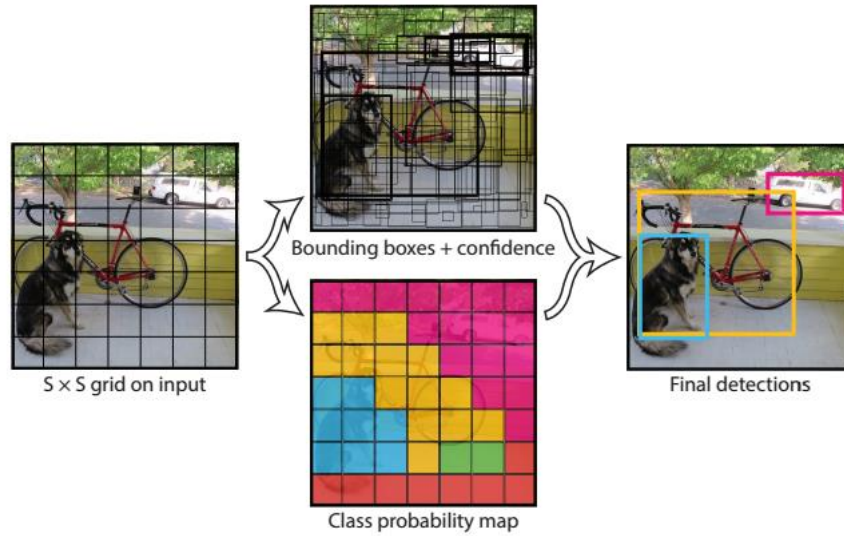 Bounding boxes + confidence
S × S grid on input
Final detections
Class probability map